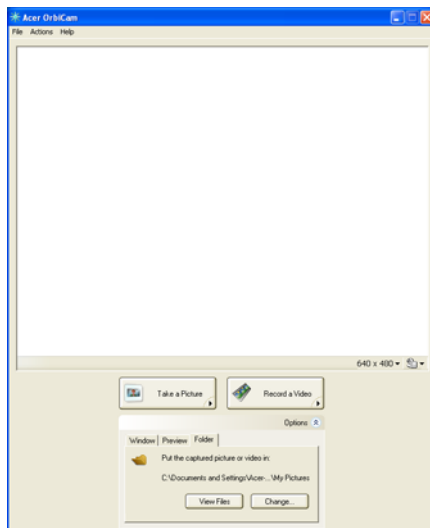 Acer OrbiCam
File Actions Help
640 x 480
Take a Picture Record a Video
Options
Window Preview Folder
Put the captured picture or video in:
C:\Documents and Settings\Acer-...\My Pictures
View Files Change...